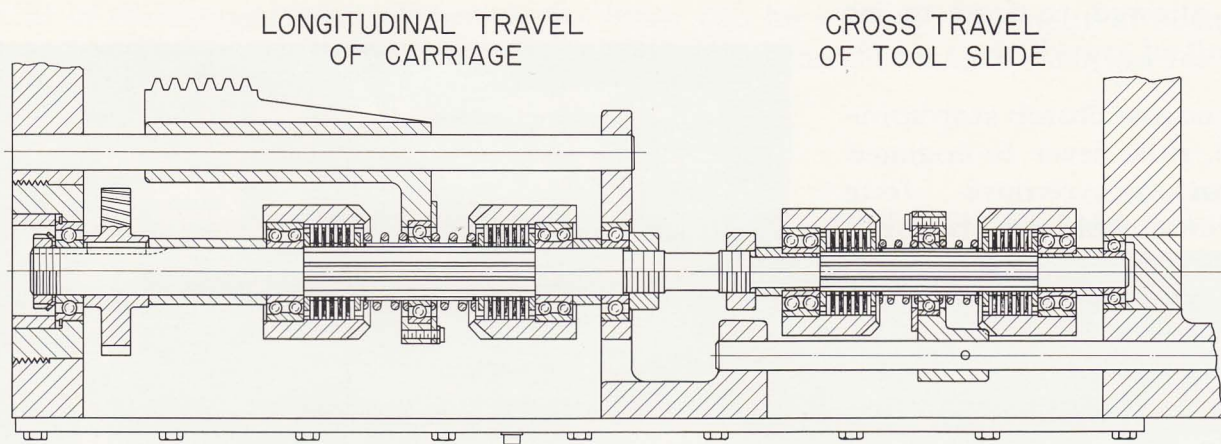 LONGITUDINAL TRAVEL
OF CARRIAGE
CROSS TRAVEL
OF TOOL SLIDE